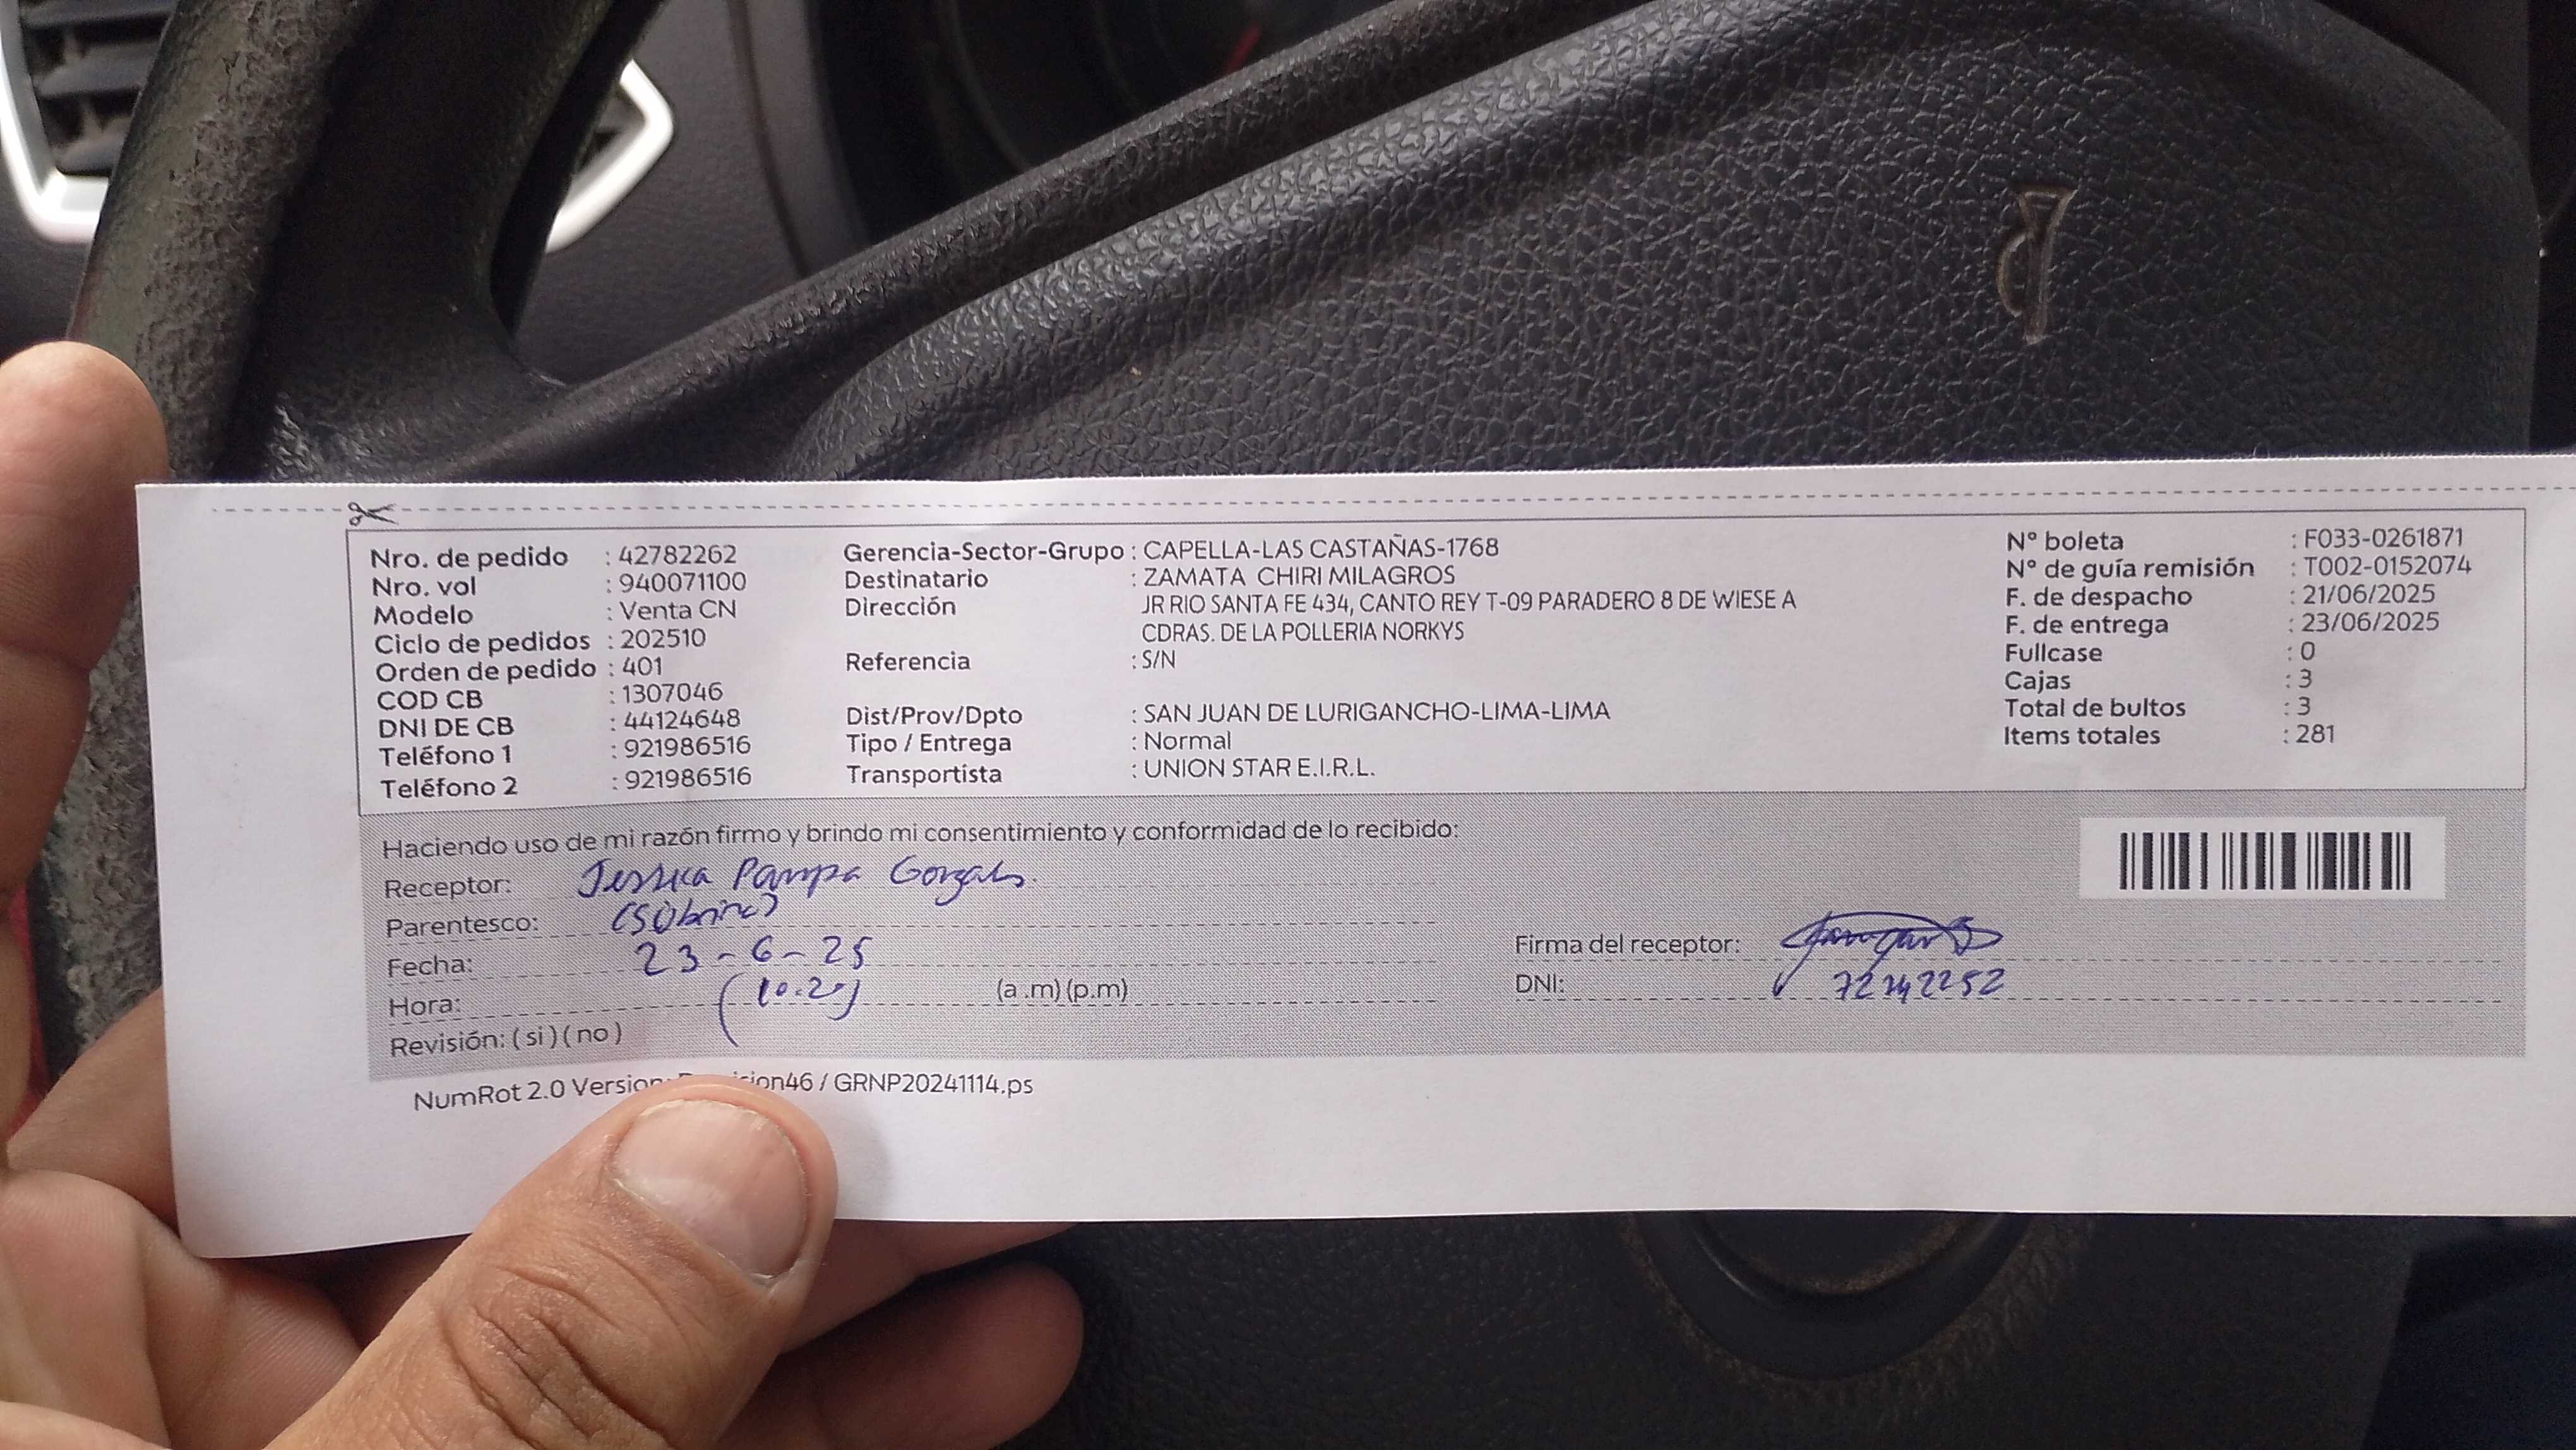 Nro. de pedido : 42782262
Nro. vol : 940071100
Modelo : Venta CN
Ciclo de pedidos : 202510
Orden de pedido : 401
COD CB : 1307046
DNI DE CB : 44124648
Teléfono 1 : 921986516
Teléfono 2 : 921986516
Gerencia-Sector-Grupo : CAPELLA-LAS CASTAÑAS-1768
Destinatario : ZAMATA CHIRI MILAGROS
Dirección JR RIO SANTA FE 434, CANTO REY T-09 PARADERO 8 DE WIESE A
CDRAS. DE LA POLLERIA NORKYS
Referencia : S/N
Dist/Prov/Dpto : SAN JUAN DE LURIGANCHO-LIMA-LIMA
Tipo / Entrega : Normal
Transportista : UNION STAR E.I.R.L.
N° boleta : F033-0261871
N° de guía remisión : T002-0152074
F. de despacho : 21/06/2025
F. de entrega : 23/06/2025
Fullcase : 0
Cajas : 3
Total de bultos : 3
Items totales : 281
Haciendo uso de mi razón firmo y brindo mi consentimiento y conformidad de lo recibido:
Receptor: Jessica Pampa
Parentesco:
Fecha: 23-6-25
Hora: (a .m) (p.m)
Revisión: ( si ) ( no )
Firma del receptor:
DNI:
NumRot 2.0 / GRNP20241114.ps